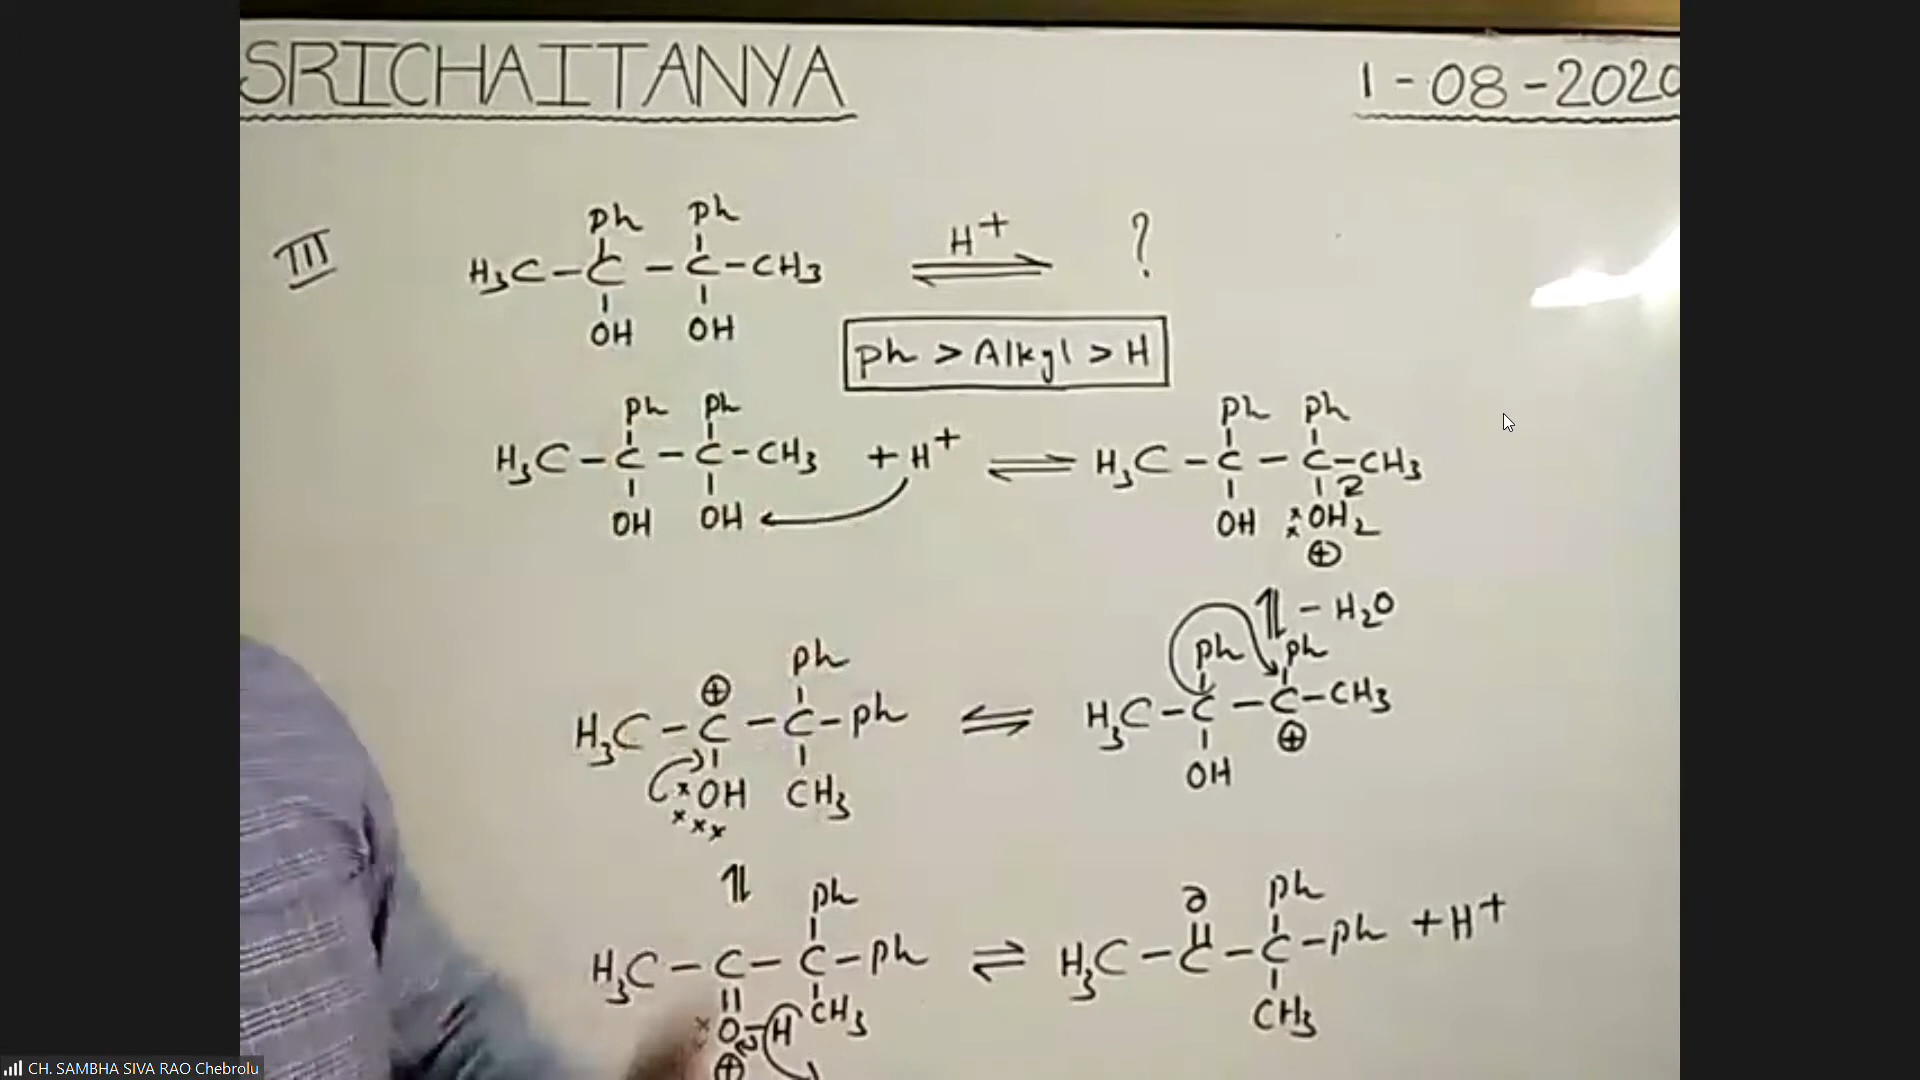 SRICHAITANYA 1-08-2020
III
ph ph
H3C-C-C-CH3 H+ ⇌ ?
OH OH
ph > Alkyl > H
ph ph ph ph
H3C-C-C-CH3 + H+ ⇌ H3C-C-C-CH3
OH OH OH OH2
⊕
⇌ -H2O
ph ph ph
⊕
H3C-C-C-ph ⇌ H3C-C-C-CH3
⊕
OH CH3 OH
⇌
ph O ph
H3C-C-C-ph ⇌ H3C-C-C-ph + H+
CH3 CH3
O-H
⊕
CH. SAMBHA SIVA RAO Chebrolu